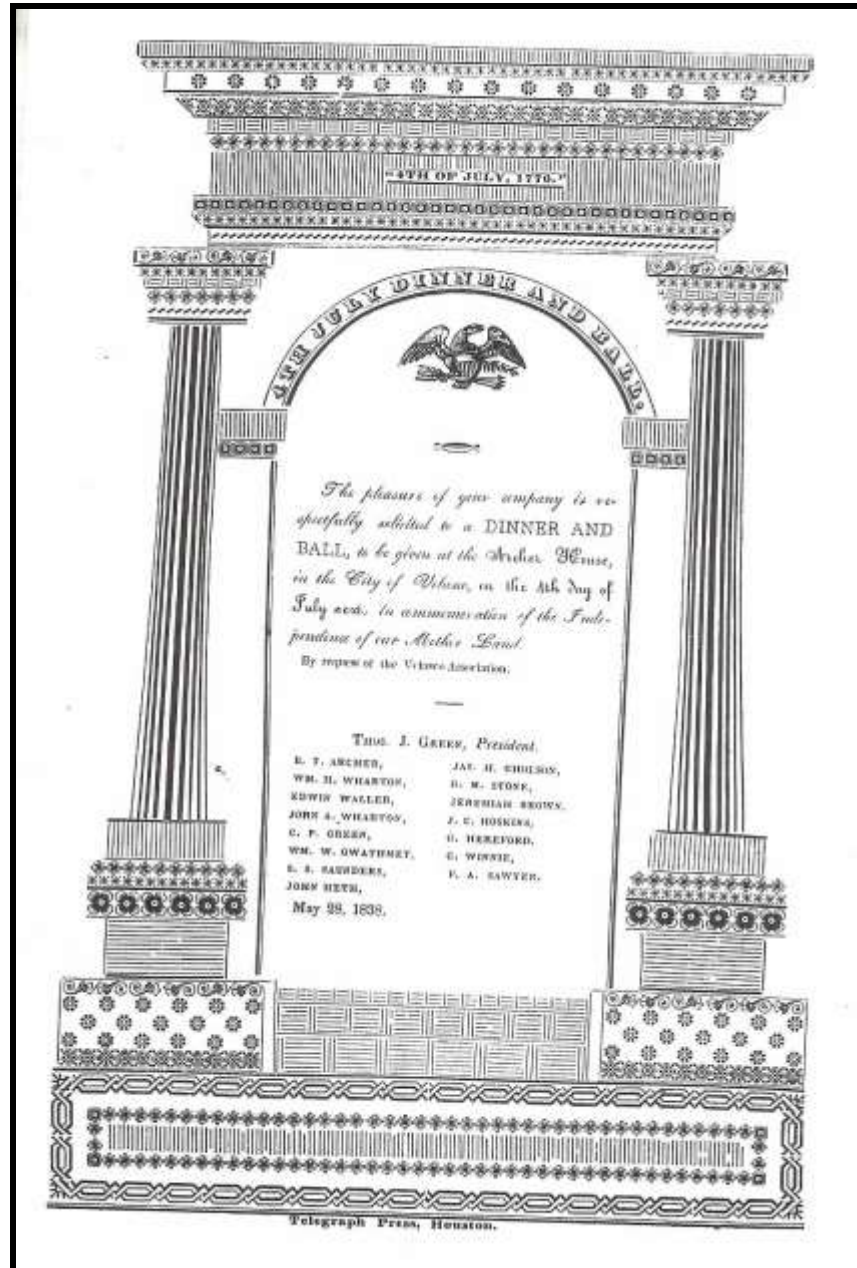 "4TH OF JULY, 1776."
4TH JULY DINNER AND BALL.
The pleasure of your company is re-
spectfully solicited to a DINNER AND
BALL, to be given at the Archer House,
in the City of Velasco, on the 4th day of
July next. In commemoration of the Inde-
pendence of our Mother Land.
By request of the Velasco Association.
Thos. J. Green, President.
B. T. ARCHER,
WM. H. WHARTON,
EDWIN WALLER,
JOHN A. WHARTON,
C. P. GREEN,
WM. W. GWATHMEY,
S. S. SAUNDERS,
JOHN HETH,
JAS. H. GHOLSON,
H. M. STONE,
JEREMIAH BROWN,
J. C. HOSKINS,
HEREFORD,
G. WINNIE,
F. A. SAWYER.
May 28, 1838.
Telegraph Press, Houston.